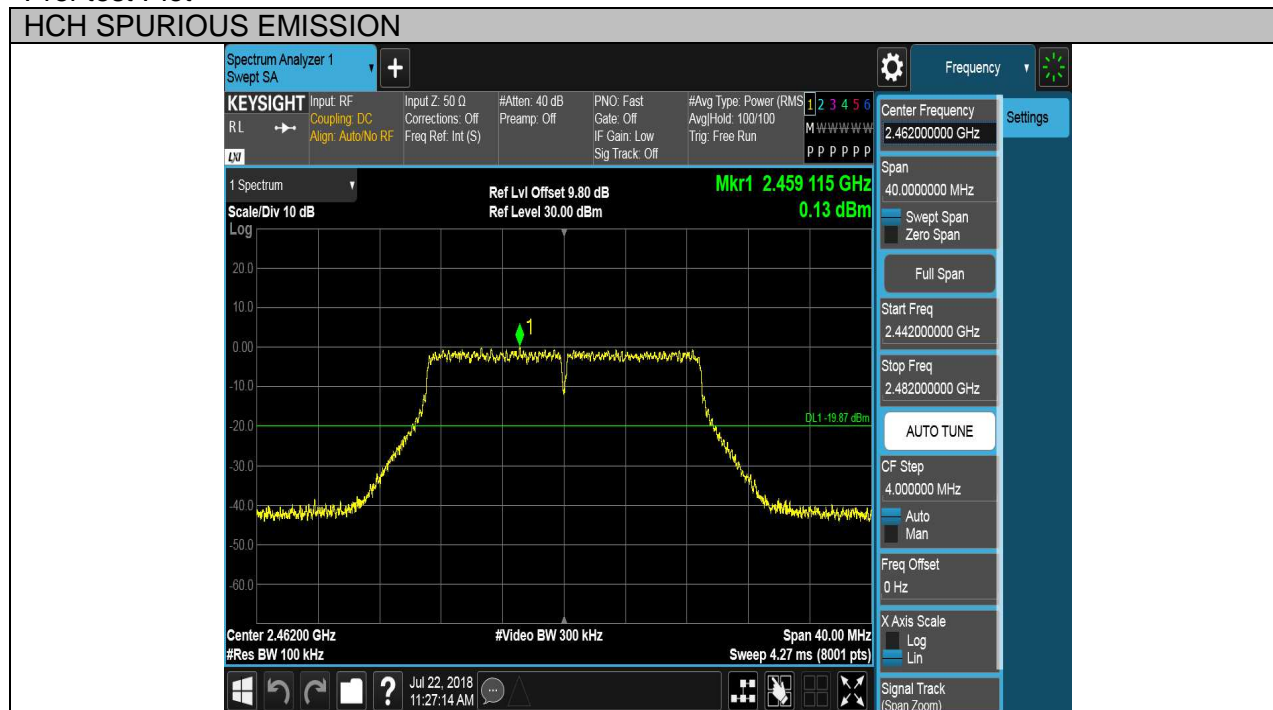 HCH SPURIOUS EMISSION
Spectrum Analyzer 1
Swept SA
+
Frequency
KEYSIGHT
RL
LXI
Input: RF
Coupling: DC
Align: Auto/No RF
Input Z: 50 Ω
Corrections: Off
Freq Ref: Int (S)
#Atten: 40 dB
Preamp: Off
PNO: Fast
Gate: Off
IF Gain: Low
Sig Track: Off
#Avg Type: Power (RMS
Avg|Hold: 100/100
Trig: Free Run
1 2 3 4 5 6
M W W W W W
P P P P P P
1 Spectrum
Scale/Div 10 dB
Log
Ref Lvl Offset 9.80 dB
Ref Level 30.00 dBm
Mkr1 2.459 115 GHz
0.13 dBm
20.0
10.0
0.00
-10.0
-20.0
-30.0
-40.0
-50.0
-60.0
1
DL1 -19.87 dBm
Center 2.46200 GHz
#Res BW 100 kHz
#Video BW 300 kHz
Span 40.00 MHz
Sweep 4.27 ms (8001 pts)
Center Frequency
2.462000000 GHz
Settings
Span
40.0000000 MHz
Swept Span
Zero Span
Full Span
Start Freq
2.442000000 GHz
Stop Freq
2.482000000 GHz
AUTO TUNE
CF Step
4.000000 MHz
Auto
Man
Freq Offset
0 Hz
X Axis Scale
Log
Lin
Signal Track
(Span Zoom)
?
Jul 22, 2018
11:27:14 AM